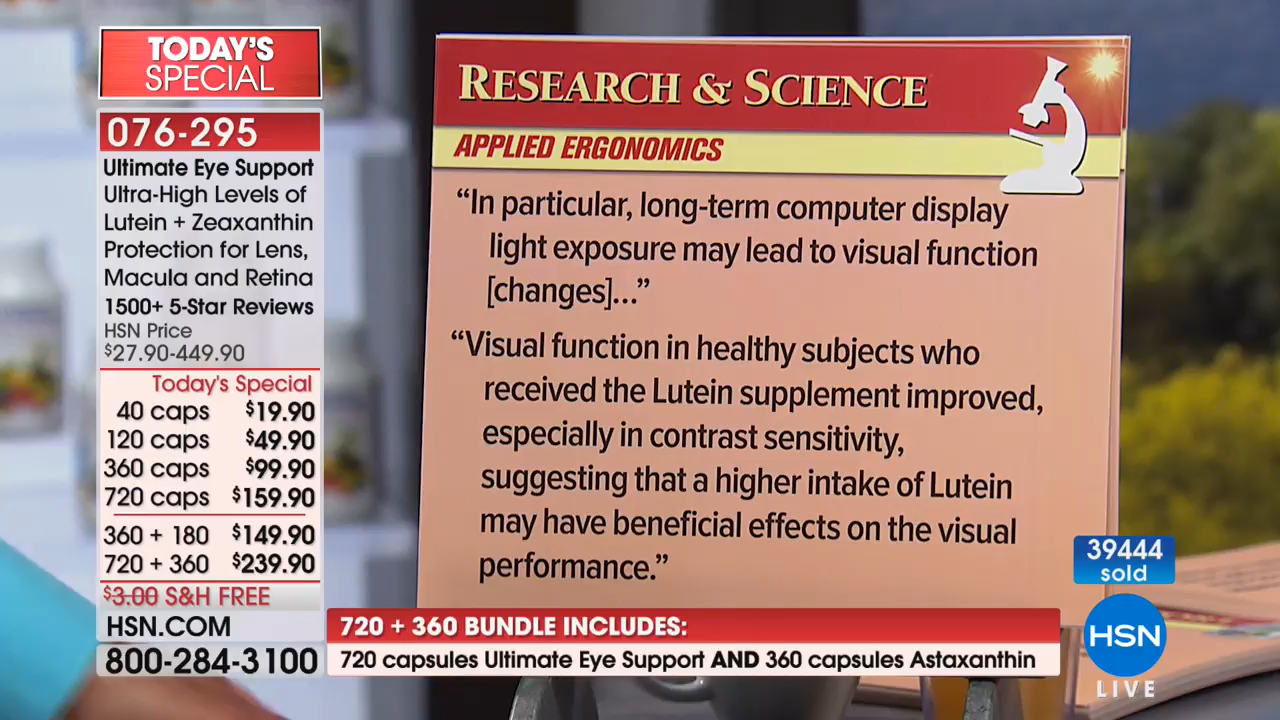 TODAY'S
SPECIAL
076-295
Ultimate Eye Support
Ultra-High Levels of
Lutein + Zeaxanthin
Protection for Lens,
Macula and Retina
1500+ 5-Star Reviews
HSN Price
$27.90-449.90
Today's Special
40 caps $19.90
120 caps $49.90
360 caps $99.90
720 caps $159.90
360 + 180 $149.90
720 + 360 $239.90
$3.00 S&H FREE
HSN.COM
800-284-3100
RESEARCH & SCIENCE
APPLIED ERGONOMICS
“In particular, long-term computer display
light exposure may lead to visual function
[changes]...”
“Visual function in healthy subjects who
received the Lutein supplement improved,
especially in contrast sensitivity,
suggesting that a higher intake of Lutein
may have beneficial effects on the visual
performance.”
39444
sold
HSN
LIVE
720 + 360 BUNDLE INCLUDES:
720 capsules Ultimate Eye Support AND 360 capsules Astaxanthin